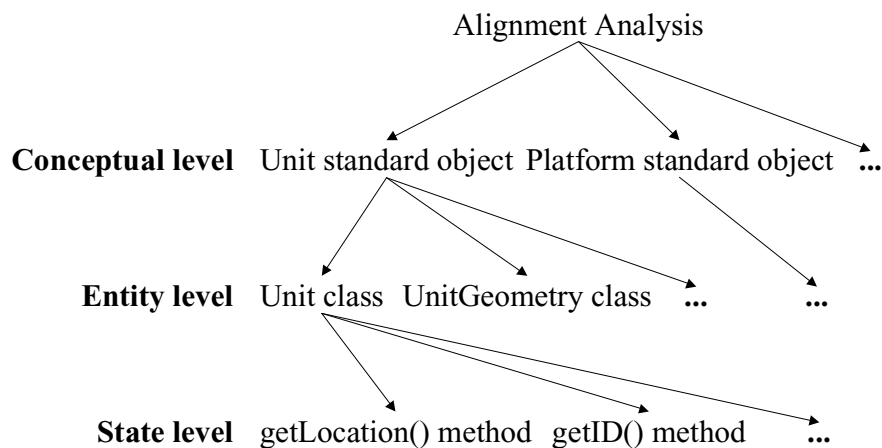 Alignment Analysis
Conceptual level Unit standard object Platform standard object ...
Entity level Unit class UnitGeometry class ... ...
State level getLocation() method getID() method ...